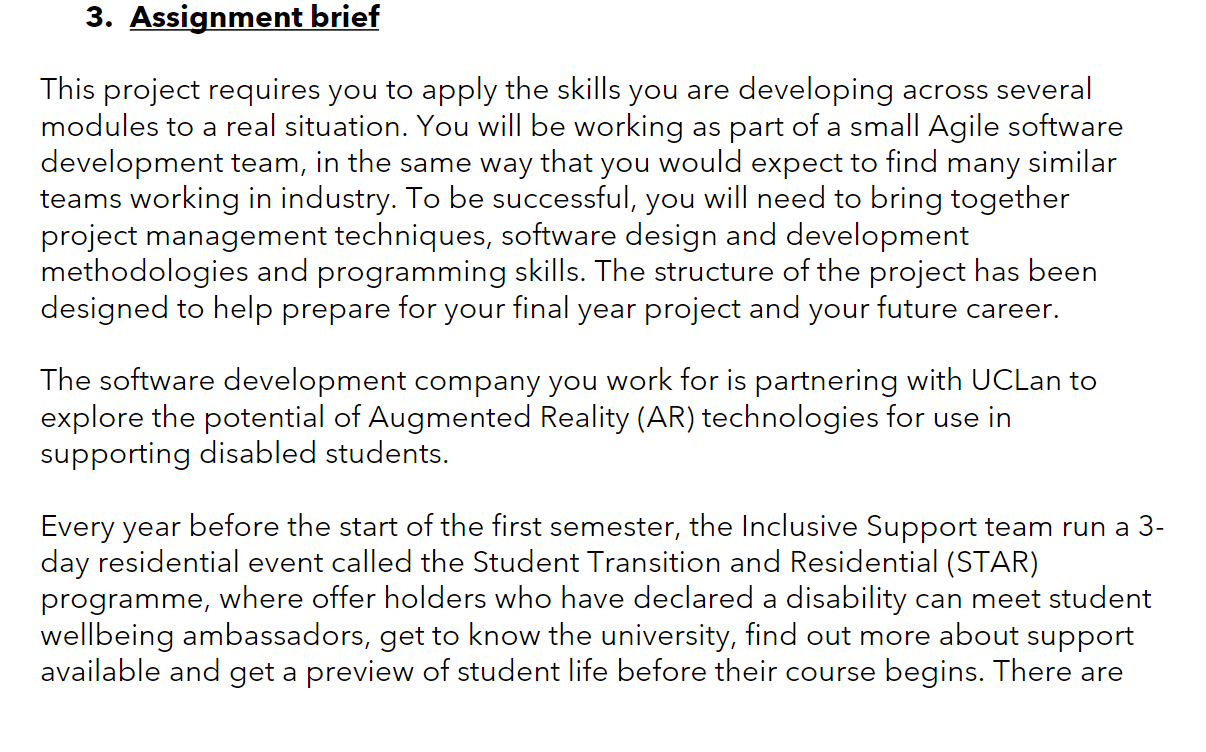 3. Assignment brief
This project requires you to apply the skills you are developing across several
modules to a real situation. You will be working as part of a small Agile software
development team, in the same way that you would expect to find many similar
teams working in industry. To be successful, you will need to bring together
project management techniques, software design and development
methodologies and programming skills. The structure of the project has been
designed to help prepare for your final year project and your future career.
The software development company you work for is partnering with UCLan to
explore the potential of Augmented Reality (AR) technologies for use in
supporting disabled students.
Every year before the start of the first semester, the Inclusive Support team run a 3-
day residential event called the Student Transition and Residential (STAR)
programme, where offer holders who have declared a disability can meet student
wellbeing ambassadors, get to know the university, find out more about support
available and get a preview of student life before their course begins. There are